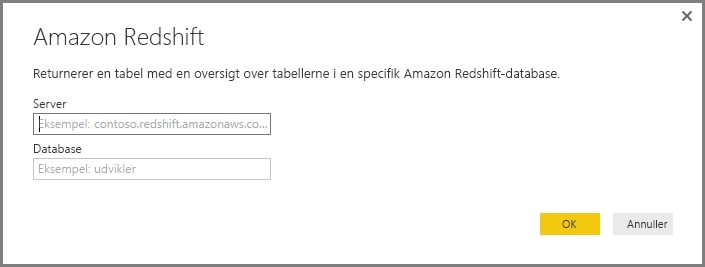 Amazon Redshift
Returnerer en tabel med en oversigt over tabellerne i en specifik Amazon Redshift-database.
Server
Eksempel: contoso.redshift.amazonaws.co...
Database
Eksempel: udvikler
OK
Annuller